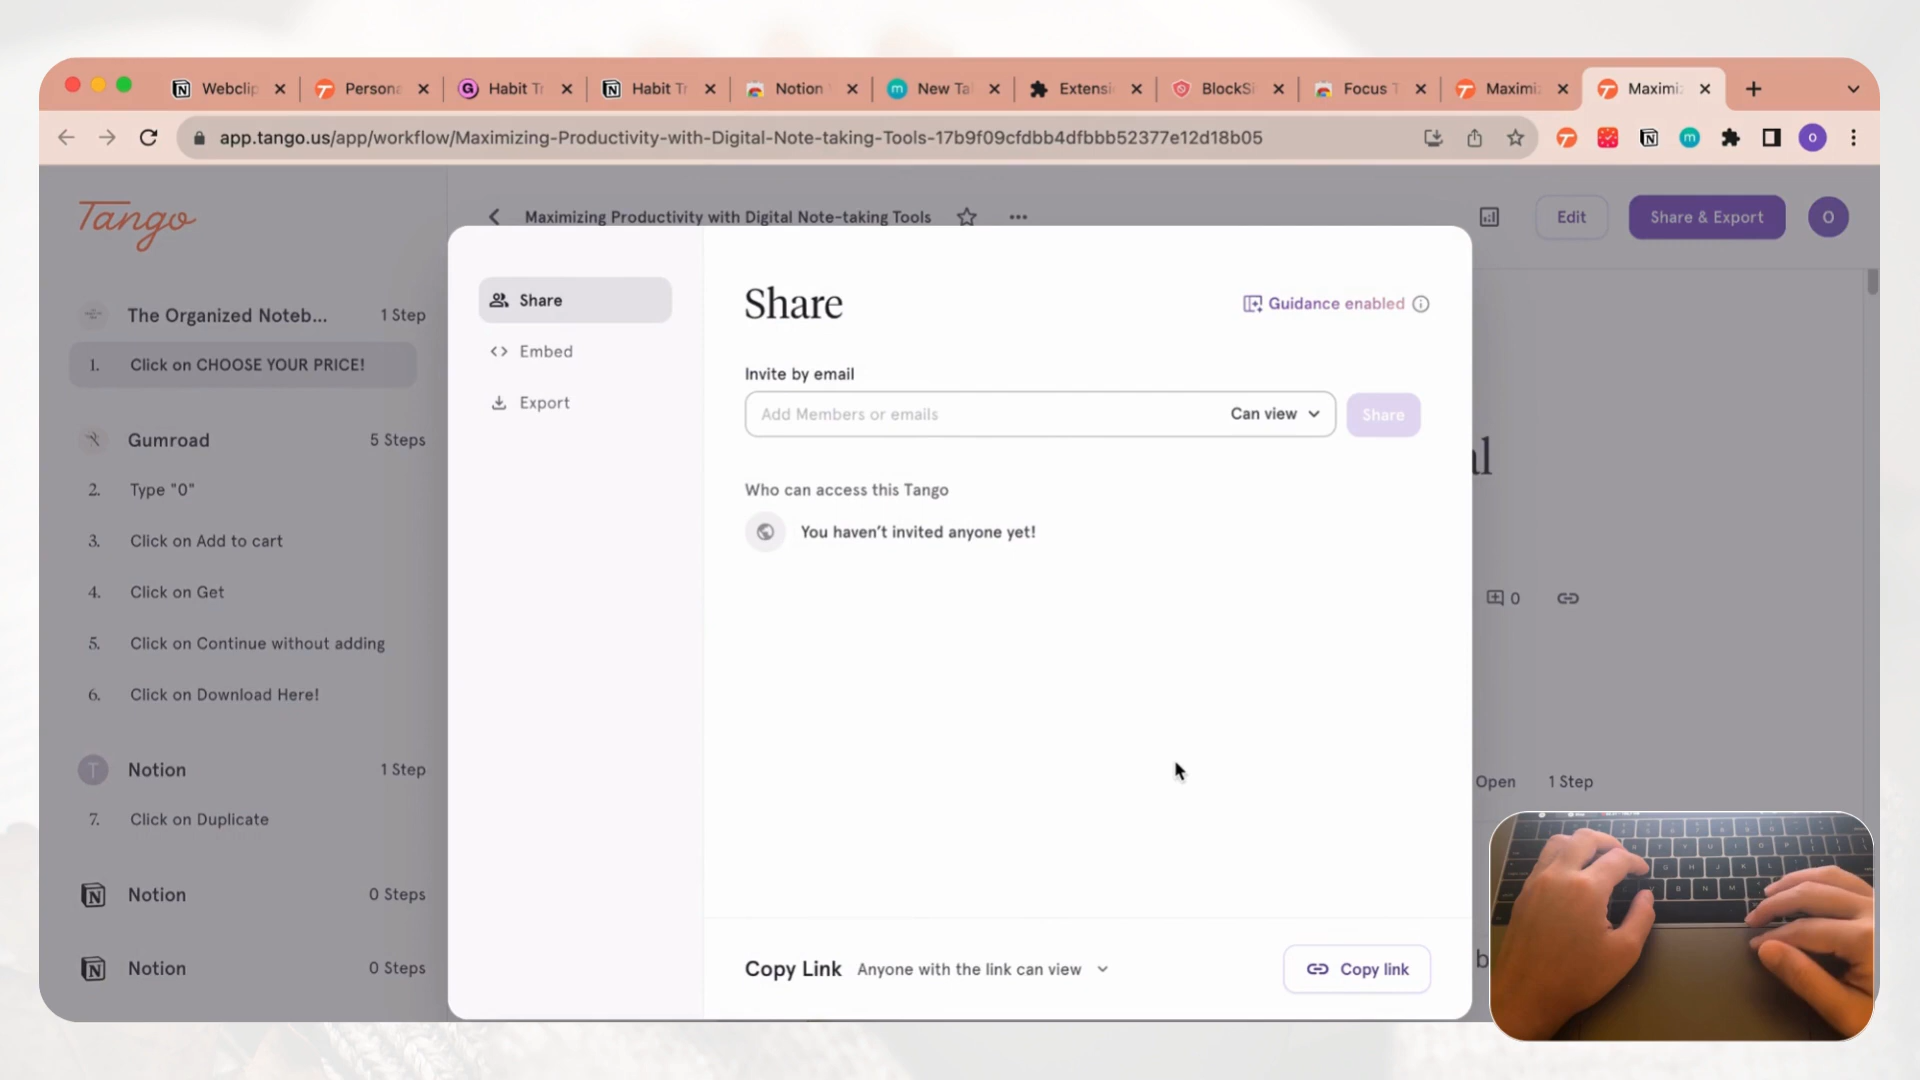 Webclip
Persona
Habit Tr
Habit Tr
Notion
New Ta
Extensi
BlockSi
Focus T
Maximi
Maximi
app.tango.us/app/workflow/Maximizing-Productivity-with-Digital-Note-taking-Tools-17b9f09cfdbb4dfbbb52377e12d18b05
O
Tango
Maximizing Productivity with Digital Note-taking Tools
Edit
Share & Export
O
The Organized Noteb...
1 Step
1. Click on CHOOSE YOUR PRICE!
Gumroad
5 Steps
2. Type "0"
3. Click on Add to cart
4. Click on Get
5. Click on Continue without adding
6. Click on Download Here!
T
Notion
1 Step
7. Click on Duplicate
Notion
0 Steps
Notion
0 Steps
Share
Embed
Export
Share
Guidance enabled
Invite by email
Add Members or emails
Can view
Share
Who can access this Tango
You haven't invited anyone yet!
Copy Link Anyone with the link can view
Copy link
al
0
Open
1 Step
b